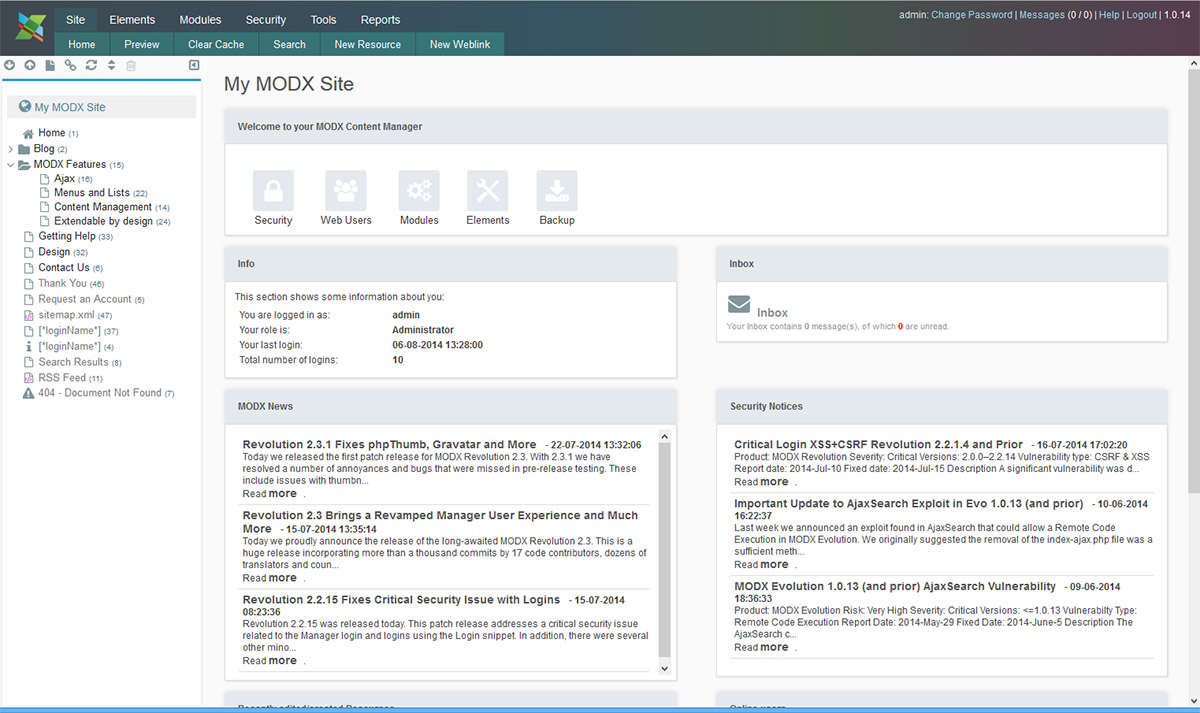 Site Elements Modules Security Tools Reports
admin: Change Password | Messages (0 / 0) | Help | Logout | 1.0.14
Home Preview Clear Cache Search New Resource New Weblink
My MODX Site
Home (1)
Blog (2)
MODX Features (15)
Ajax (16)
Menus and Lists (22)
Content Management (14)
Extendable by design (24)
Getting Help (33)
Design (32)
Contact Us (6)
Thank You (46)
Request an Account (5)
sitemap.xml (47)
[*loginName*] (37)
[*loginName*] (4)
Search Results (8)
RSS Feed (11)
404 - Document Not Found (7)
My MODX Site
Welcome to your MODX Content Manager
Security Web Users Modules Elements Backup
Info
This section shows some information about you:
You are logged in as: admin
Your role is: Administrator
Your last login: 06-08-2014 13:28:00
Total number of logins: 10
Inbox
Inbox
Your Inbox contains 0 message(s), of which 0 are unread.
MODX News
Revolution 2.3.1 Fixes phpThumb, Gravatar and More - 22-07-2014 13:32:06
Today we released the first patch release for MODX Revolution 2.3. With 2.3.1 we have
resolved a number of annoyances and bugs that were missed in pre-release testing. These
include issues with thumbn...
Read more .
Revolution 2.3 Brings a Revamped Manager User Experience and Much
More - 15-07-2014 13:35:14
Today we proudly announce the release of the long-awaited MODX Revolution 2.3. This is a
huge release incorporating more than a thousand commits by 17 code contributors, dozens of
translators and coun...
Read more .
Revolution 2.2.15 Fixes Critical Security Issue with Logins - 15-07-2014
08:23:36
Revolution 2.2.15 was released today. This patch release addresses a critical security issue
related to the Manager login and logins using the Login snippet. In addition, there were several
other mino...
Read more .
Security Notices
Critical Login XSS+CSRF Revolution 2.2.1.4 and Prior - 16-07-2014 17:02:20
Product: MODX Revolution Severity: Critical Versions: 2.0.0–2.2.14 Vulnerability type: CSRF & XSS
Report date: 2014-Jul-10 Fixed date: 2014-Jul-15 Description A significant vulnerability was d...
Read more .
Important Update to AjaxSearch Exploit in Evo 1.0.13 (and prior) - 10-06-2014
16:22:37
Last week we announced an exploit found in AjaxSearch that could allow a Remote Code
Execution in MODX Evolution. We originally suggested the removal of the index-ajax.php file was a
sufficient meth...
Read more .
MODX Evolution 1.0.13 (and prior) AjaxSearch Vulnerability - 09-06-2014
18:36:33
Product: MODX Evolution Risk: Very High Severity: Critical Versions: <=1.0.13 Vulnerabilty Type:
Remote Code Execution Report Date: 2014-May-29 Fixed Date: 2014-June-5 Description The
AjaxSearch c...
Read more .
Recently edited/created Resources
Online users